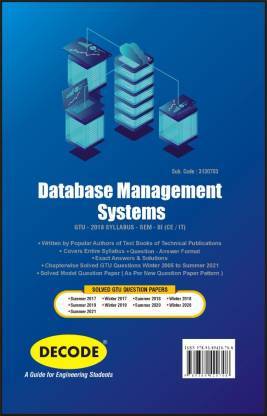 Sub. Code : 3130703
Database Management
Systems
GTU - 2018 SYLLABUS - SEM - III (CE / IT)
• Written by Popular Authors of Text Books of Technical Publications
• Covers Entire Syllabus • Question - Answer Format
• Exact Answers & Solutions
• Chapterwise Solved GTU Questions Winter 2005 to Summer 2021
• Solved Model Question Paper ( As Per New Question Paper Pattern )
SOLVED GTU QUESTION PAPERS
• Summer 2017 • Winter 2017 • Summer 2018 • Winter 2018
• Summer 2019 • Winter 2019 • Summer 2020 • Winter 2020
• Summer 2021
DECODE
A Guide for Engineering Students